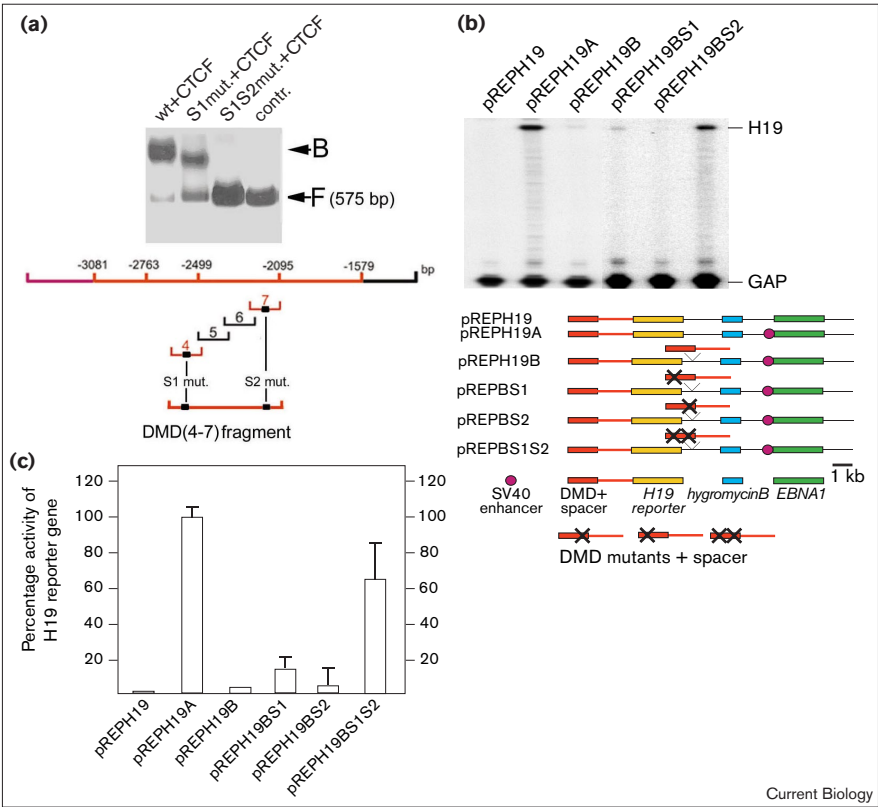 (a)
wt+CTCF
S1mut.+CTCF
S1S2mut.+CTCF
contr.
B
F (575 bp)
-3081 -2763 -2499 -2095 -1579 bp
7
6
5
4
S1 mut. S2 mut.
DMD(4-7)fragment
(b)
pREPH19
pREPH19A
pREPH19B
pREPH19BS1
pREPH19BS2
H19
GAP
pREPH19
pREPH19A
pREPH19B
pREPBS1
pREPBS2
pREPBS1S2
1 kb
SV40 enhancer
DMD+ spacer
H19 reporter
hygromycinB
EBNA1
DMD mutants + spacer
(c)
Percentage activity of
H19 reporter gene
120 120
100 100
80 80
60 60
40 40
20 20
pREPH19
pREPH19A
pREPH19B
pREPH19BS1
pREPH19BS2
pREPH19BS1S2
Current Biology